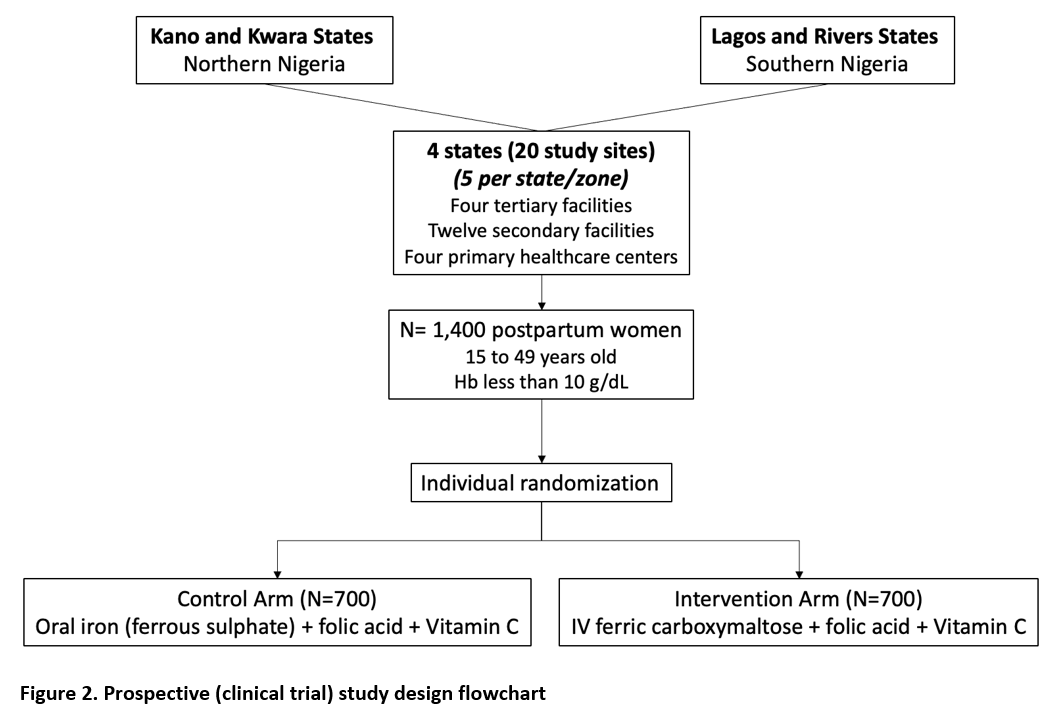 Kano and Kwara States
Northern Nigeria
Lagos and Rivers States
Southern Nigeria
4 states (20 study sites)
(5 per state/zone)
Four tertiary facilities
Twelve secondary facilities
Four primary healthcare centers
N= 1,400 postpartum women
15 to 49 years old
Hb less than 10 g/dL
Individual randomization
Control Arm (N=700)
Oral iron (ferrous sulphate) + folic acid + Vitamin C
Intervention Arm (N=700)
IV ferric carboxymaltose + folic acid + Vitamin C
Figure 2. Prospective (clinical trial) study design flowchart